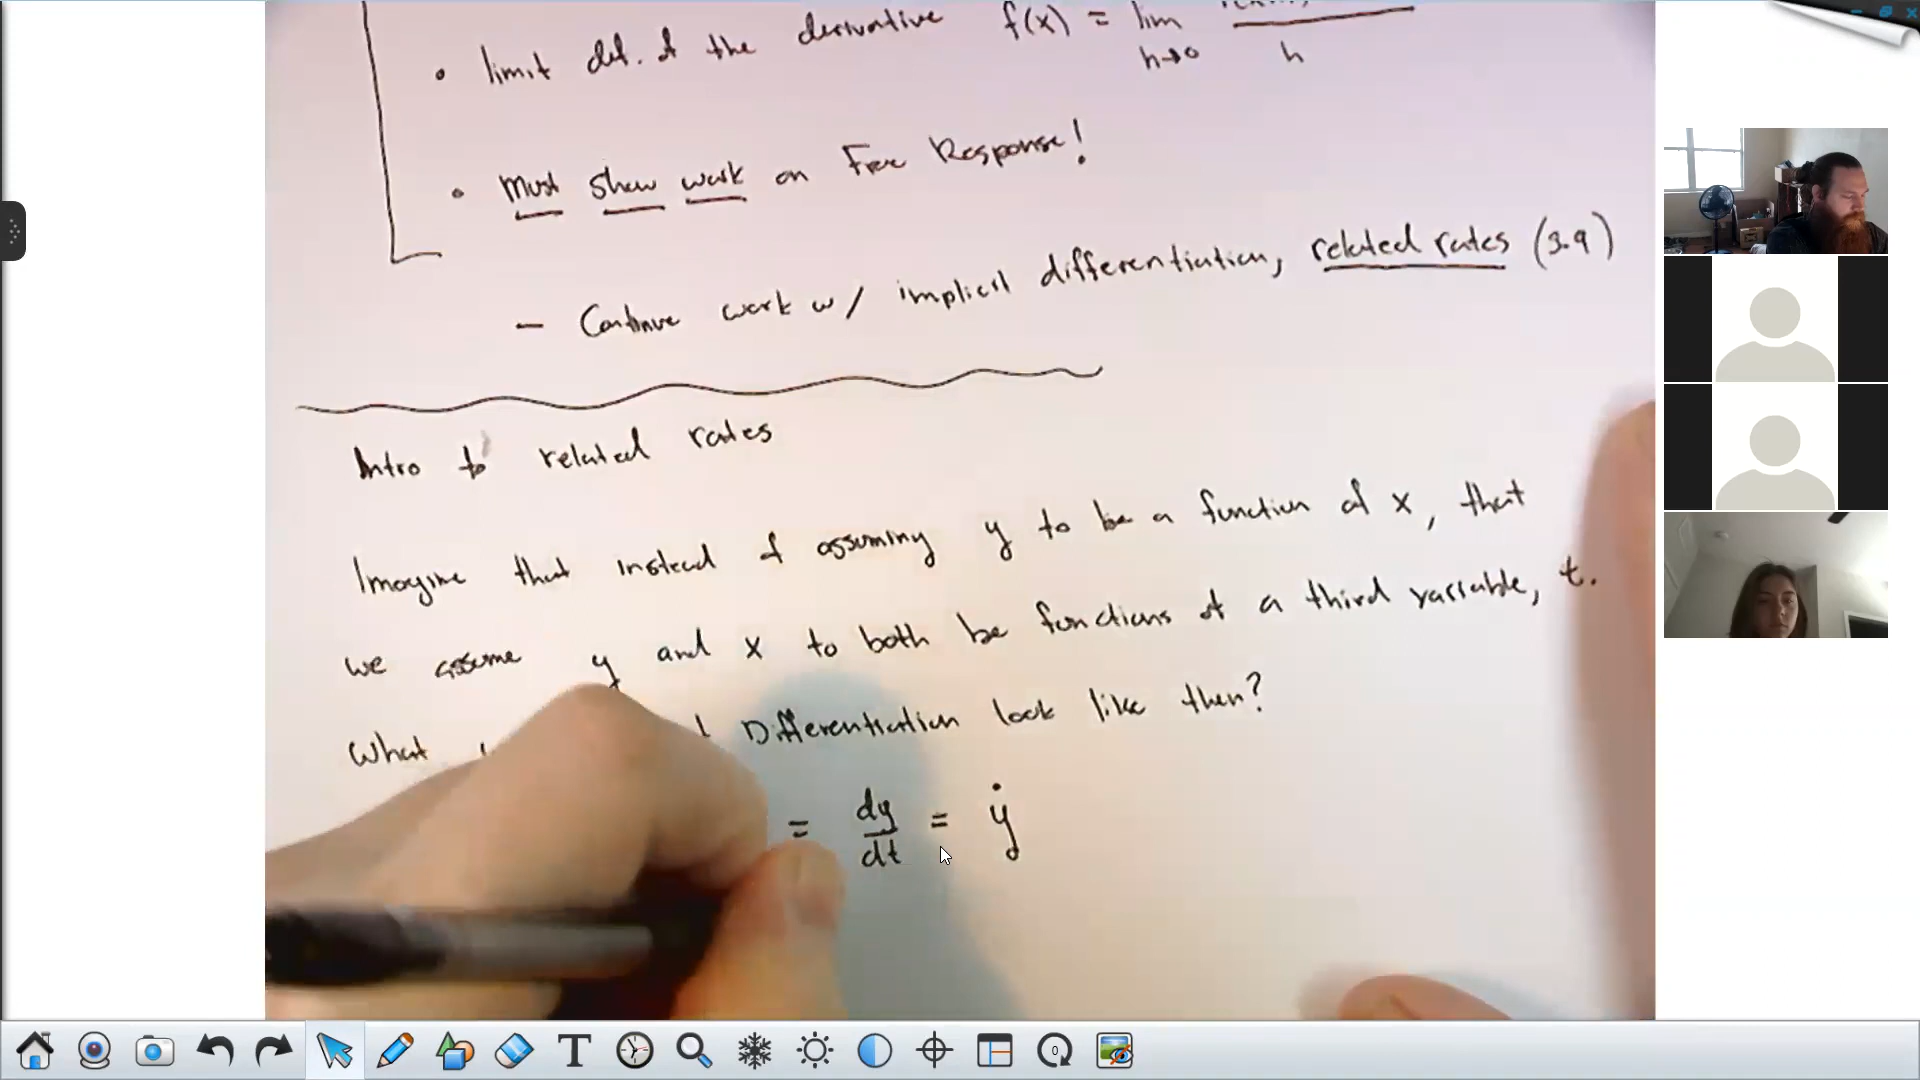 • limit def. of the derivative f(x) = lim h→0 h
• Must show work on Free Response!
– Continue work w/ implicit differentiation, related rates (3.9)
Intro to related rates
Imagine that instead of assuming y to be a function of x, that
we assume y and x to both be functions of a third variable, t.
What Differentiation look like then?
= dy/dt = ẏ
T
0